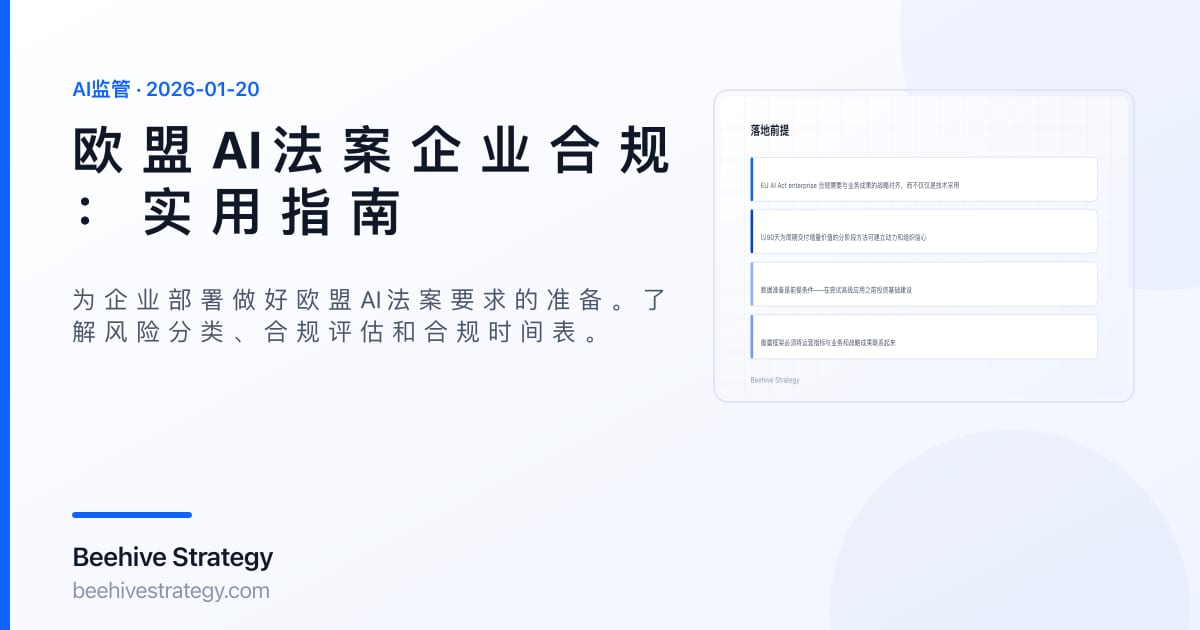 AI监管 · 2026-01-20
欧盟AI法案企业合规
：实用指南
为企业部署做好欧盟AI法案要求的准备。了
解风险分类、合规评估和合规时间表。
落地前提
EU AI Act enterprise 合规需要与业务成果的战略对齐，而不仅仅是技术采用
以90天为周期交付增量价值的分阶段方法可建立动力和组织信心
数据准备是前提条件——在尝试高级应用之前投资基础建设
衡量框架必须将运营指标与业务和战略成果联系起来
Beehive Strategy
Beehive Strategy
beehivestrategy.com